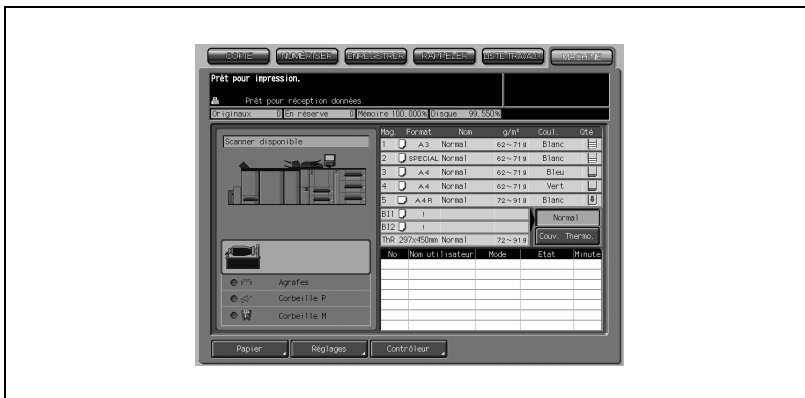 COPIE NUMÉRISER ENREGISTRER RAPPELER LISTE TRAVAUX MACHINE
Prêt pour impression.
Prêt pour réception données
Originaux 0 En réserve 0 Mémoire 100.000% Disque 99.550%
Scanner disponible
Mag. Format Nom g/m² Coul. Qté
1 A3 Normal 62~71g Blanc
2 SPECIAL Normal 62~71g Blanc
3 A4 Normal 62~71g Bleu
4 A4 Normal 62~71g Vert
5 A4R Normal 72~91g Blanc
BI1 !
BI2 !
Normal
ThR 297x450mm Normal 72~91g
Couv. Thermo.
No Nom utilisateur Mode Etat Minute
Agrafes
Corbeille P
Corbeille M
Papier Réglages Contrôleur